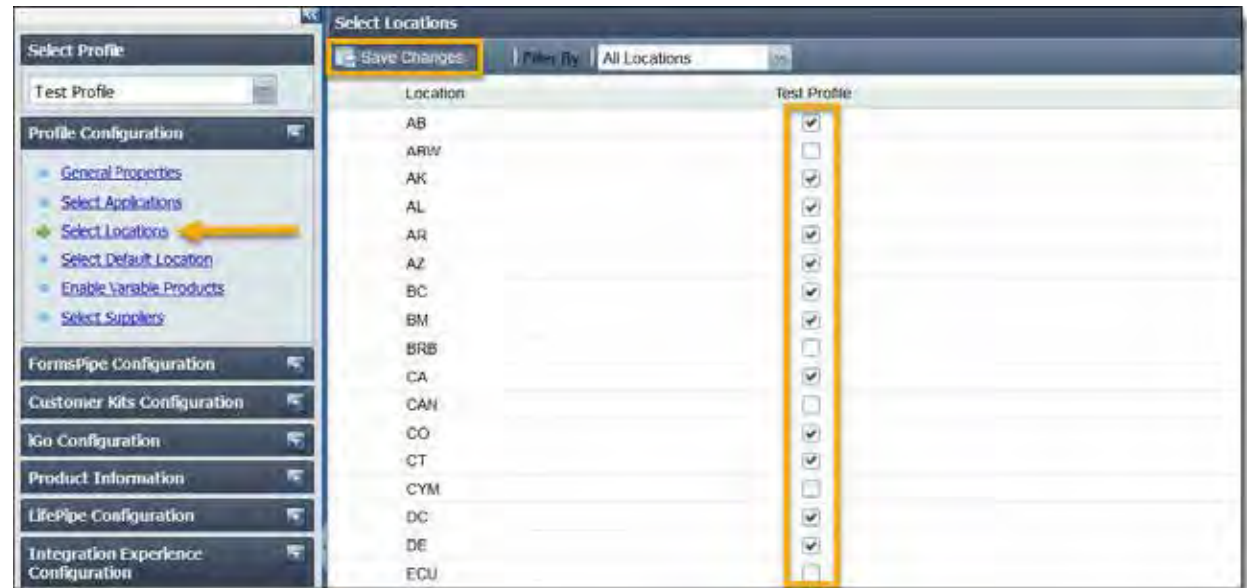 Select Profile
Test Profile
Profile Configuration
General Properties
Select Applications
Select Locations
Select Default Location
Enable Variable Products
Select Suppliers
FormsPipe Configuration
Customer Kits Configuration
iGo Configuration
Product Information
LifePipe Configuration
Integration Experience
Configuration
Select Locations
Save Changes Filter By All Locations
Location Test Profile
AB
ARW
AK
AL
AR
AZ
BC
BM
BRB
CA
CAN
CO
CT
CYM
DC
DE
ECU